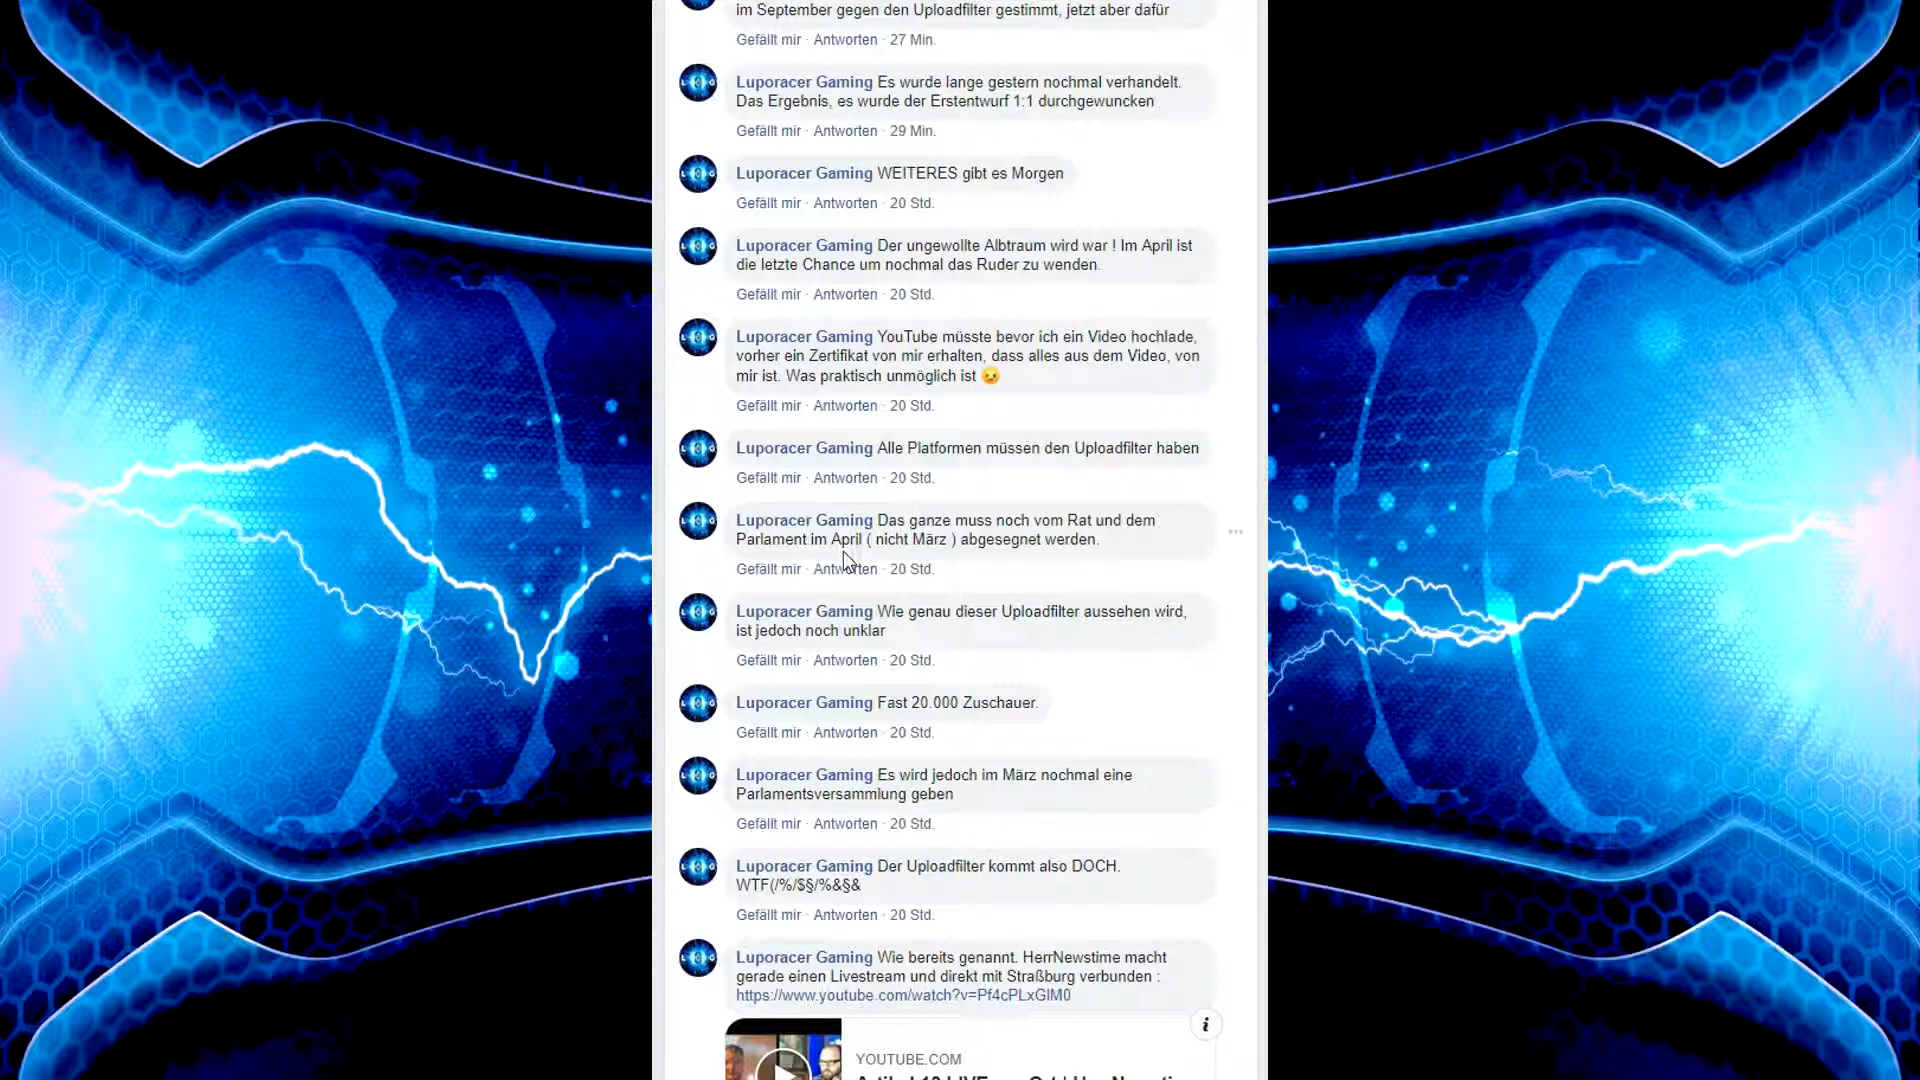 im September gegen den Uploadfilter gestimmt, jetzt aber dafür
Gefällt mir · Antworten · 27 Min.
Luporacer Gaming Es wurde lange gestern nochmal verhandelt.
Das Ergebnis, es wurde der Erstentwurf 1:1 durchgewuncken
Gefällt mir · Antworten · 29 Min.
Luporacer Gaming WEITERES gibt es Morgen
Gefällt mir · Antworten · 20 Std.
Luporacer Gaming Der ungewollte Albtraum wird war ! Im April ist
die letzte Chance um nochmal das Ruder zu wenden.
Gefällt mir · Antworten · 20 Std.
Luporacer Gaming YouTube müsste bevor ich ein Video hochlade,
vorher ein Zertifikat von mir erhalten, dass alles aus dem Video, von
mir ist. Was praktisch unmöglich ist
Gefällt mir · Antworten · 20 Std.
Luporacer Gaming Alle Platformen müssen den Uploadfilter haben
Gefällt mir · Antworten · 20 Std.
Luporacer Gaming Das ganze muss noch vom Rat und dem
Parlament im April ( nicht März ) abgesegnet werden.
Gefällt mir · Antworten · 20 Std.
Luporacer Gaming Wie genau dieser Uploadfilter aussehen wird,
ist jedoch noch unklar
Gefällt mir · Antworten · 20 Std.
Luporacer Gaming Fast 20.000 Zuschauer.
Gefällt mir · Antworten · 20 Std.
Luporacer Gaming Es wird jedoch im März nochmal eine
Parlamentsversammlung geben
Gefällt mir · Antworten · 20 Std.
Luporacer Gaming Der Uploadfilter kommt also DOCH.
WTF(/%/$§/%&§&
Gefällt mir · Antworten · 20 Std.
Luporacer Gaming Wie bereits genannt. HerrNewstime macht
gerade einen Livestream und direkt mit Straßburg verbunden :
https://www.youtube.com/watch?v=Pf4cPLxGlM0
YOUTUBE.COM